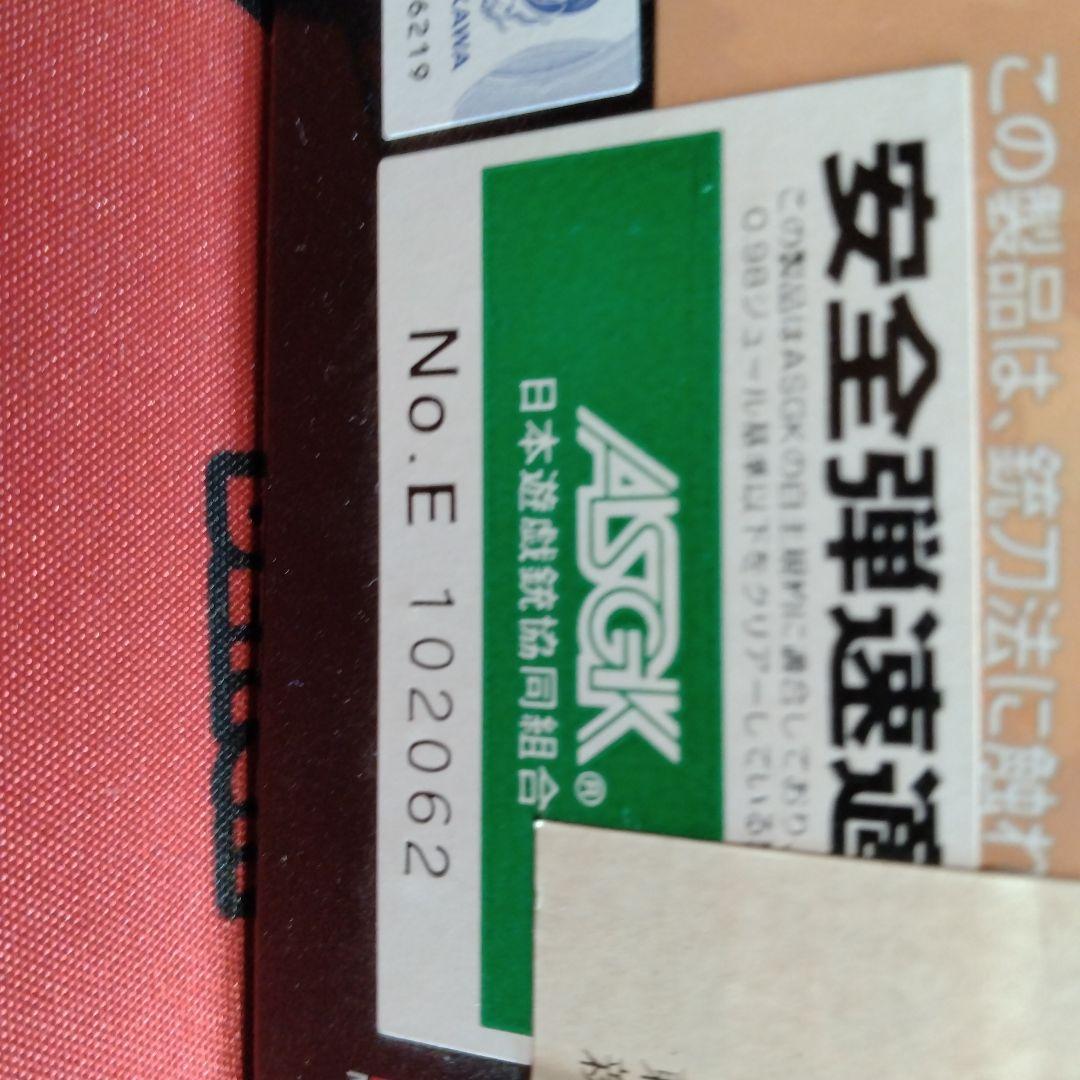 この製品は、銃刀法に触れ
安全弾速適
この製品はASGKの自主規約に適合しており、
0.98ジュール基準以下をクリアーしている
ASGK®
日本遊戯銃協同組合
No.E 102062
KAWA
6219